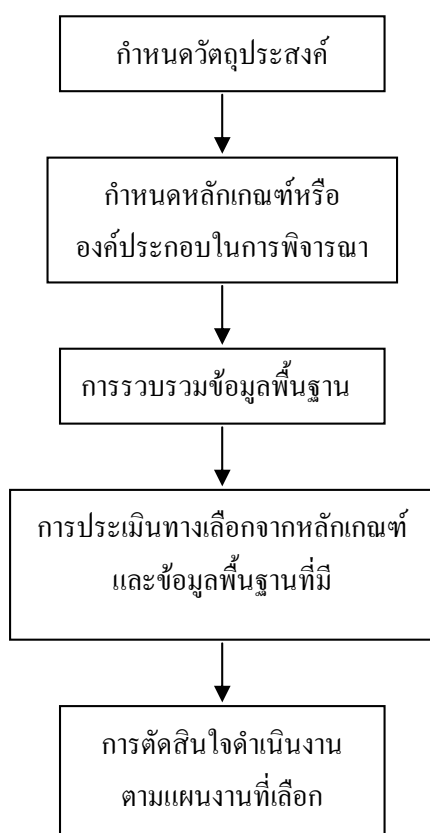 กำหนดวัตถุประสงค์
กำหนดหลักเกณฑ์หรือ
องค์ประกอบในการพิจารณา
การรวบรวมข้อมูลพื้นฐาน
การประเมินทางเลือกจากหลักเกณฑ์
และข้อมูลพื้นฐานที่มี
การตัดสินใจดำเนินงาน
ตามแผนงานที่เลือก